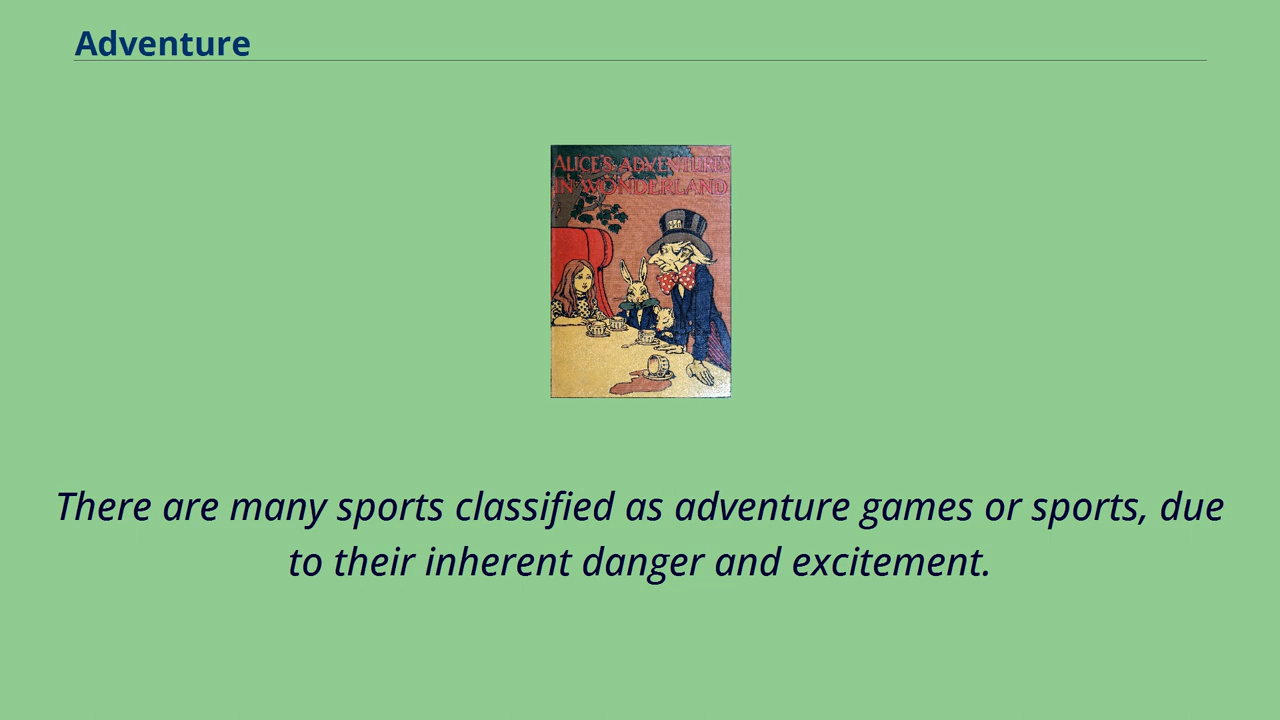 Adventure
ALICE'S ADVENTURES
IN WONDERLAND
There are many sports classified as adventure games or sports, due
to their inherent danger and excitement.